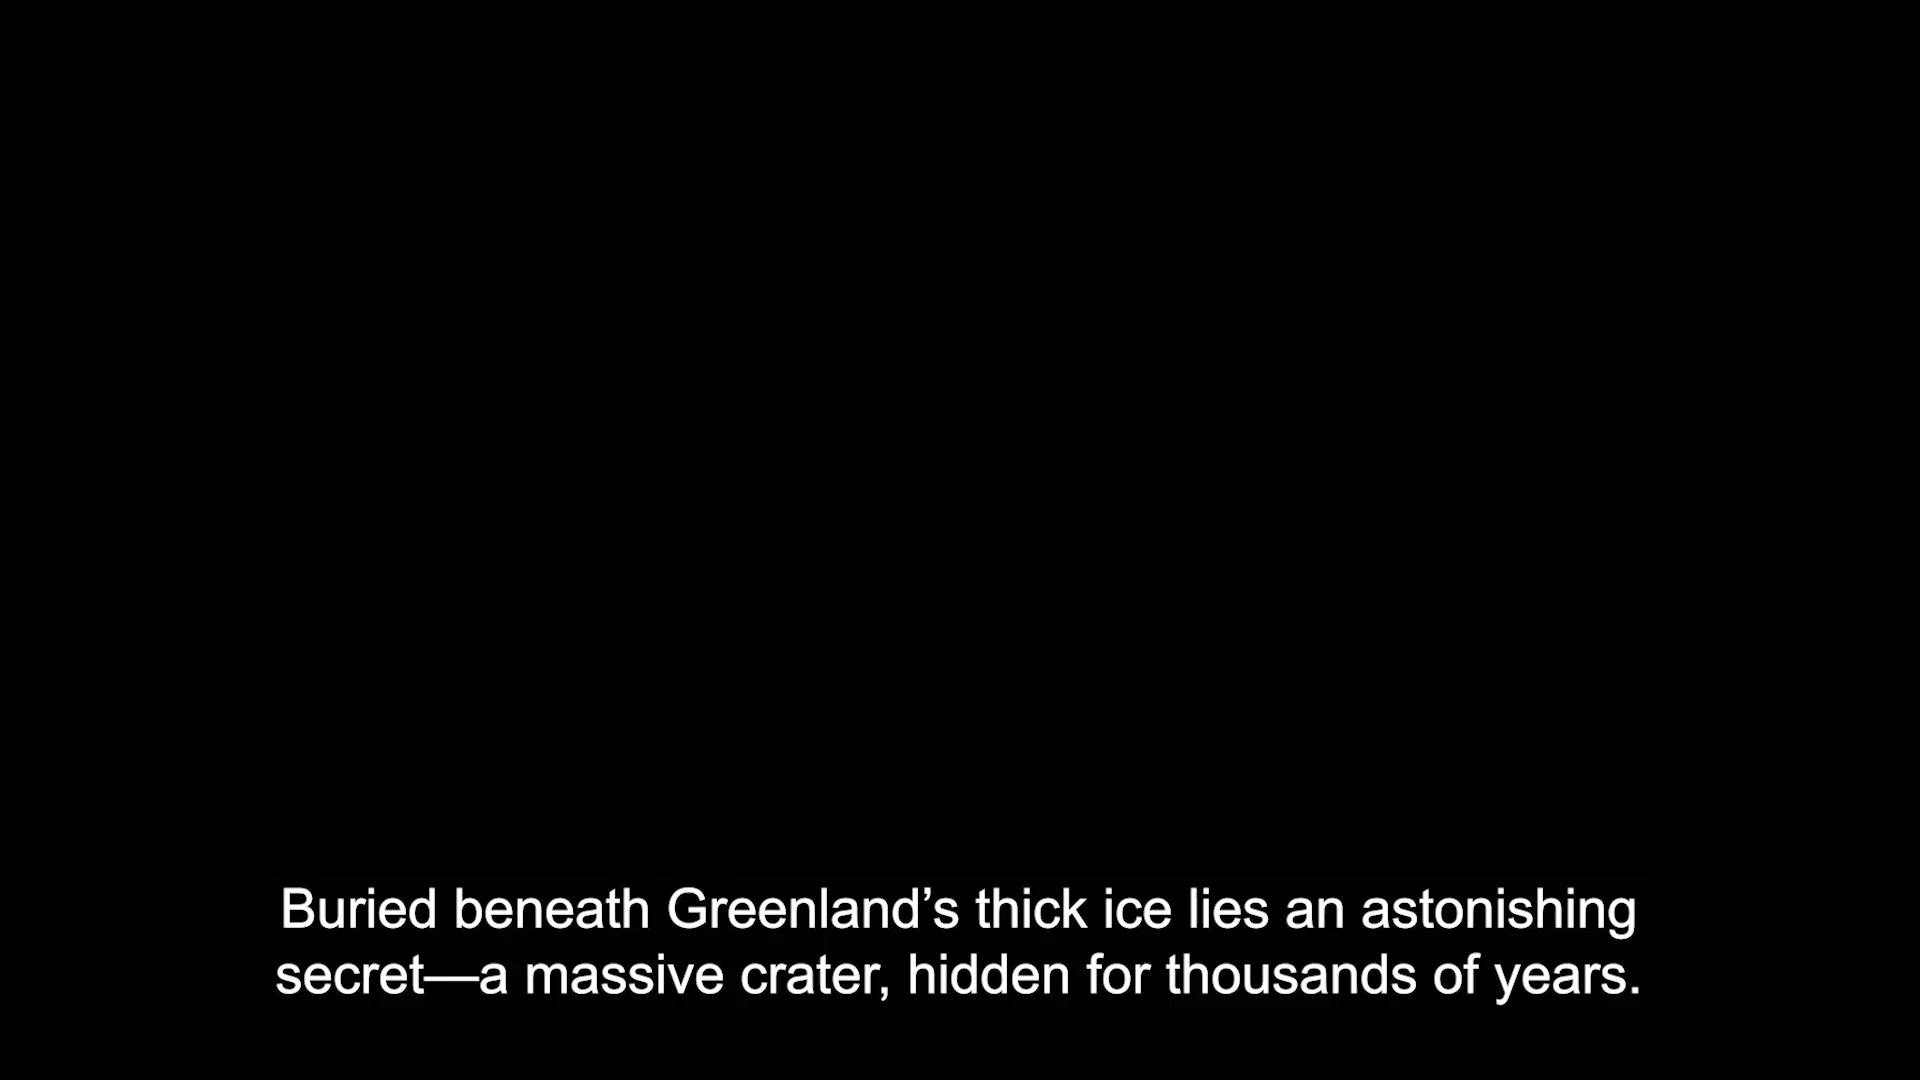 Buried beneath Greenland’s thick ice lies an astonishing
secret—a massive crater, hidden for thousands of years.